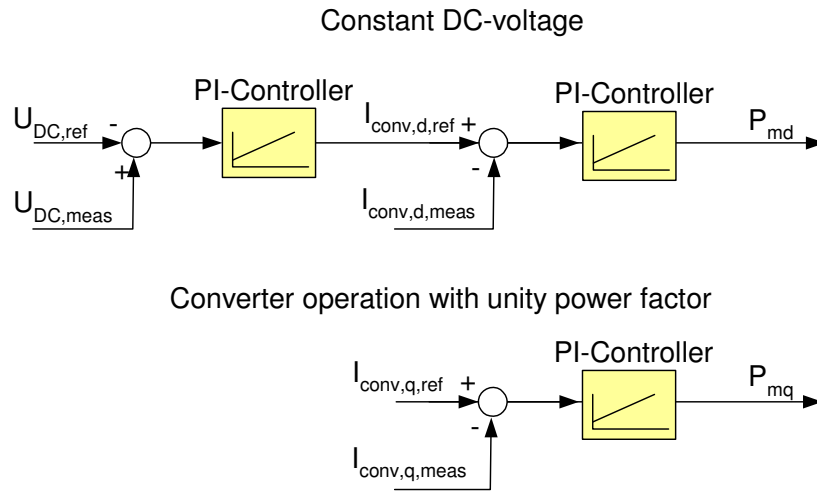 Constant DC-voltage
PI-Controller
PI-Controller
U_DC,ref
-
+
I_conv,d,ref
+
-
P_md
U_DC,meas
I_conv,d,meas
Converter operation with unity power factor
PI-Controller
I_conv,q,ref
+
-
P_mq
I_conv,q,meas